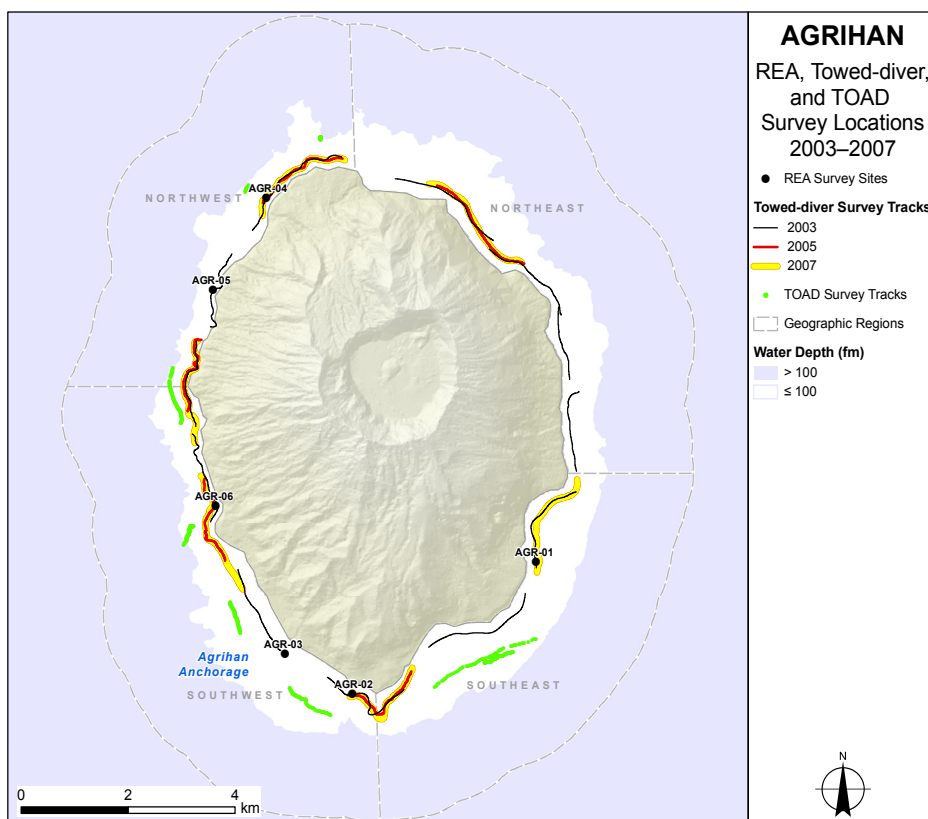 AGRIHAN
REA, Towed-diver,
and TOAD
Survey Locations
2003–2007
REA Survey Sites
Towed-diver Survey Tracks
2003
2005
2007
TOAD Survey Tracks
Geographic Regions
Water Depth (fm)
> 100
≤ 100
N
NORTHWEST
AGR-04
NORTHEAST
AGR-05
AGR-06
AGR-01
AGR-03
Agrihan
Anchorage
AGR-02
SOUTHWEST
SOUTHEAST
0 2 4
km